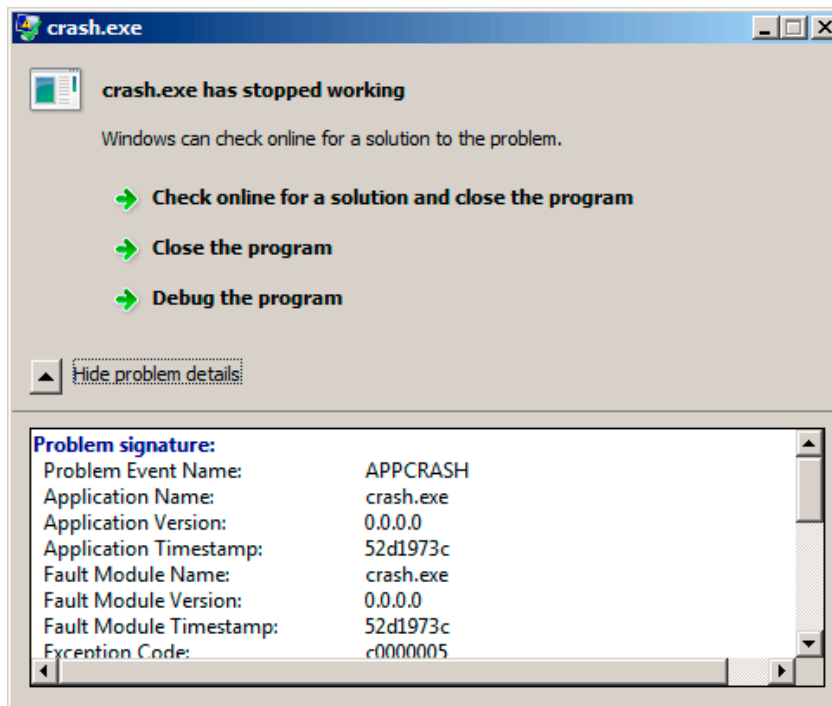 crash.exe
crash.exe has stopped working
Windows can check online for a solution to the problem.
Check online for a solution and close the program
Close the program
Debug the program
Hide problem details
Problem signature:
Problem Event Name: APPCRASH
Application Name: crash.exe
Application Version: 0.0.0.0
Application Timestamp: 52d1973c
Fault Module Name: crash.exe
Fault Module Version: 0.0.0.0
Fault Module Timestamp: 52d1973c
Exception Code: c0000005